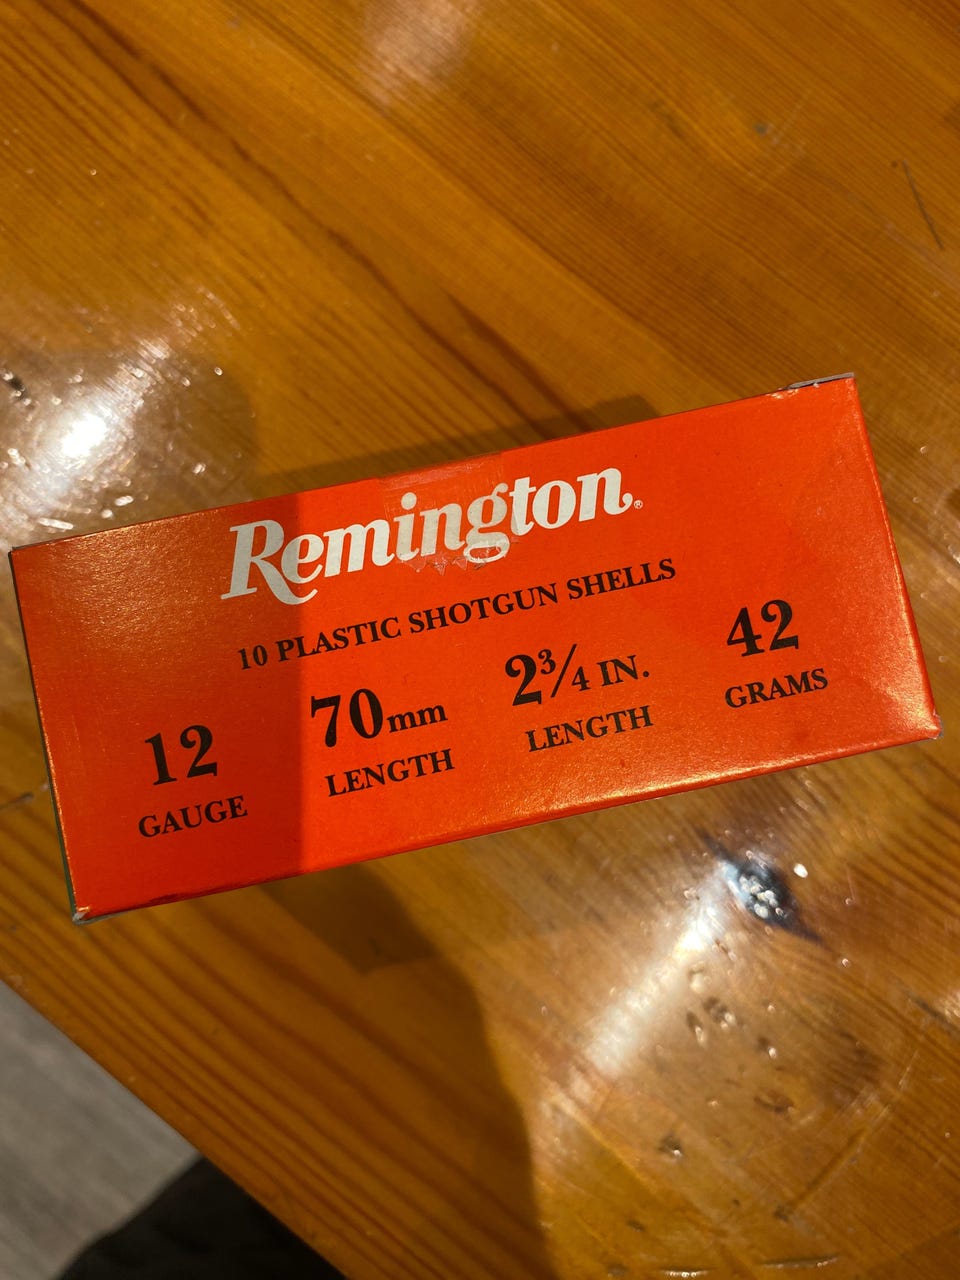 Remington®
10 PLASTIC SHOTGUN SHELLS
12 70mm 2¾ IN. 42
GAUGE LENGTH LENGTH GRAMS